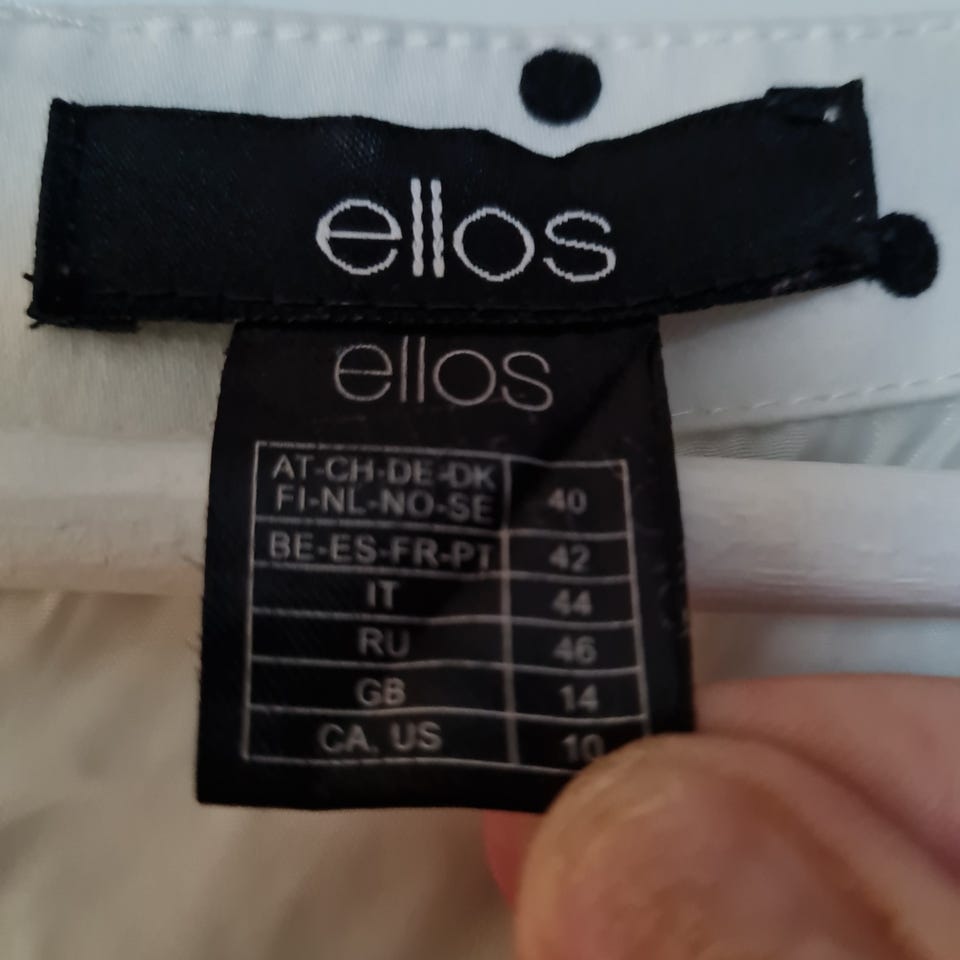 ellos
ellos
AT-CH-DE-DK
FI-NL-NO-SE 40
BE-ES-FR-PT 42
IT 44
RU 46
GB 14
CA. US 10